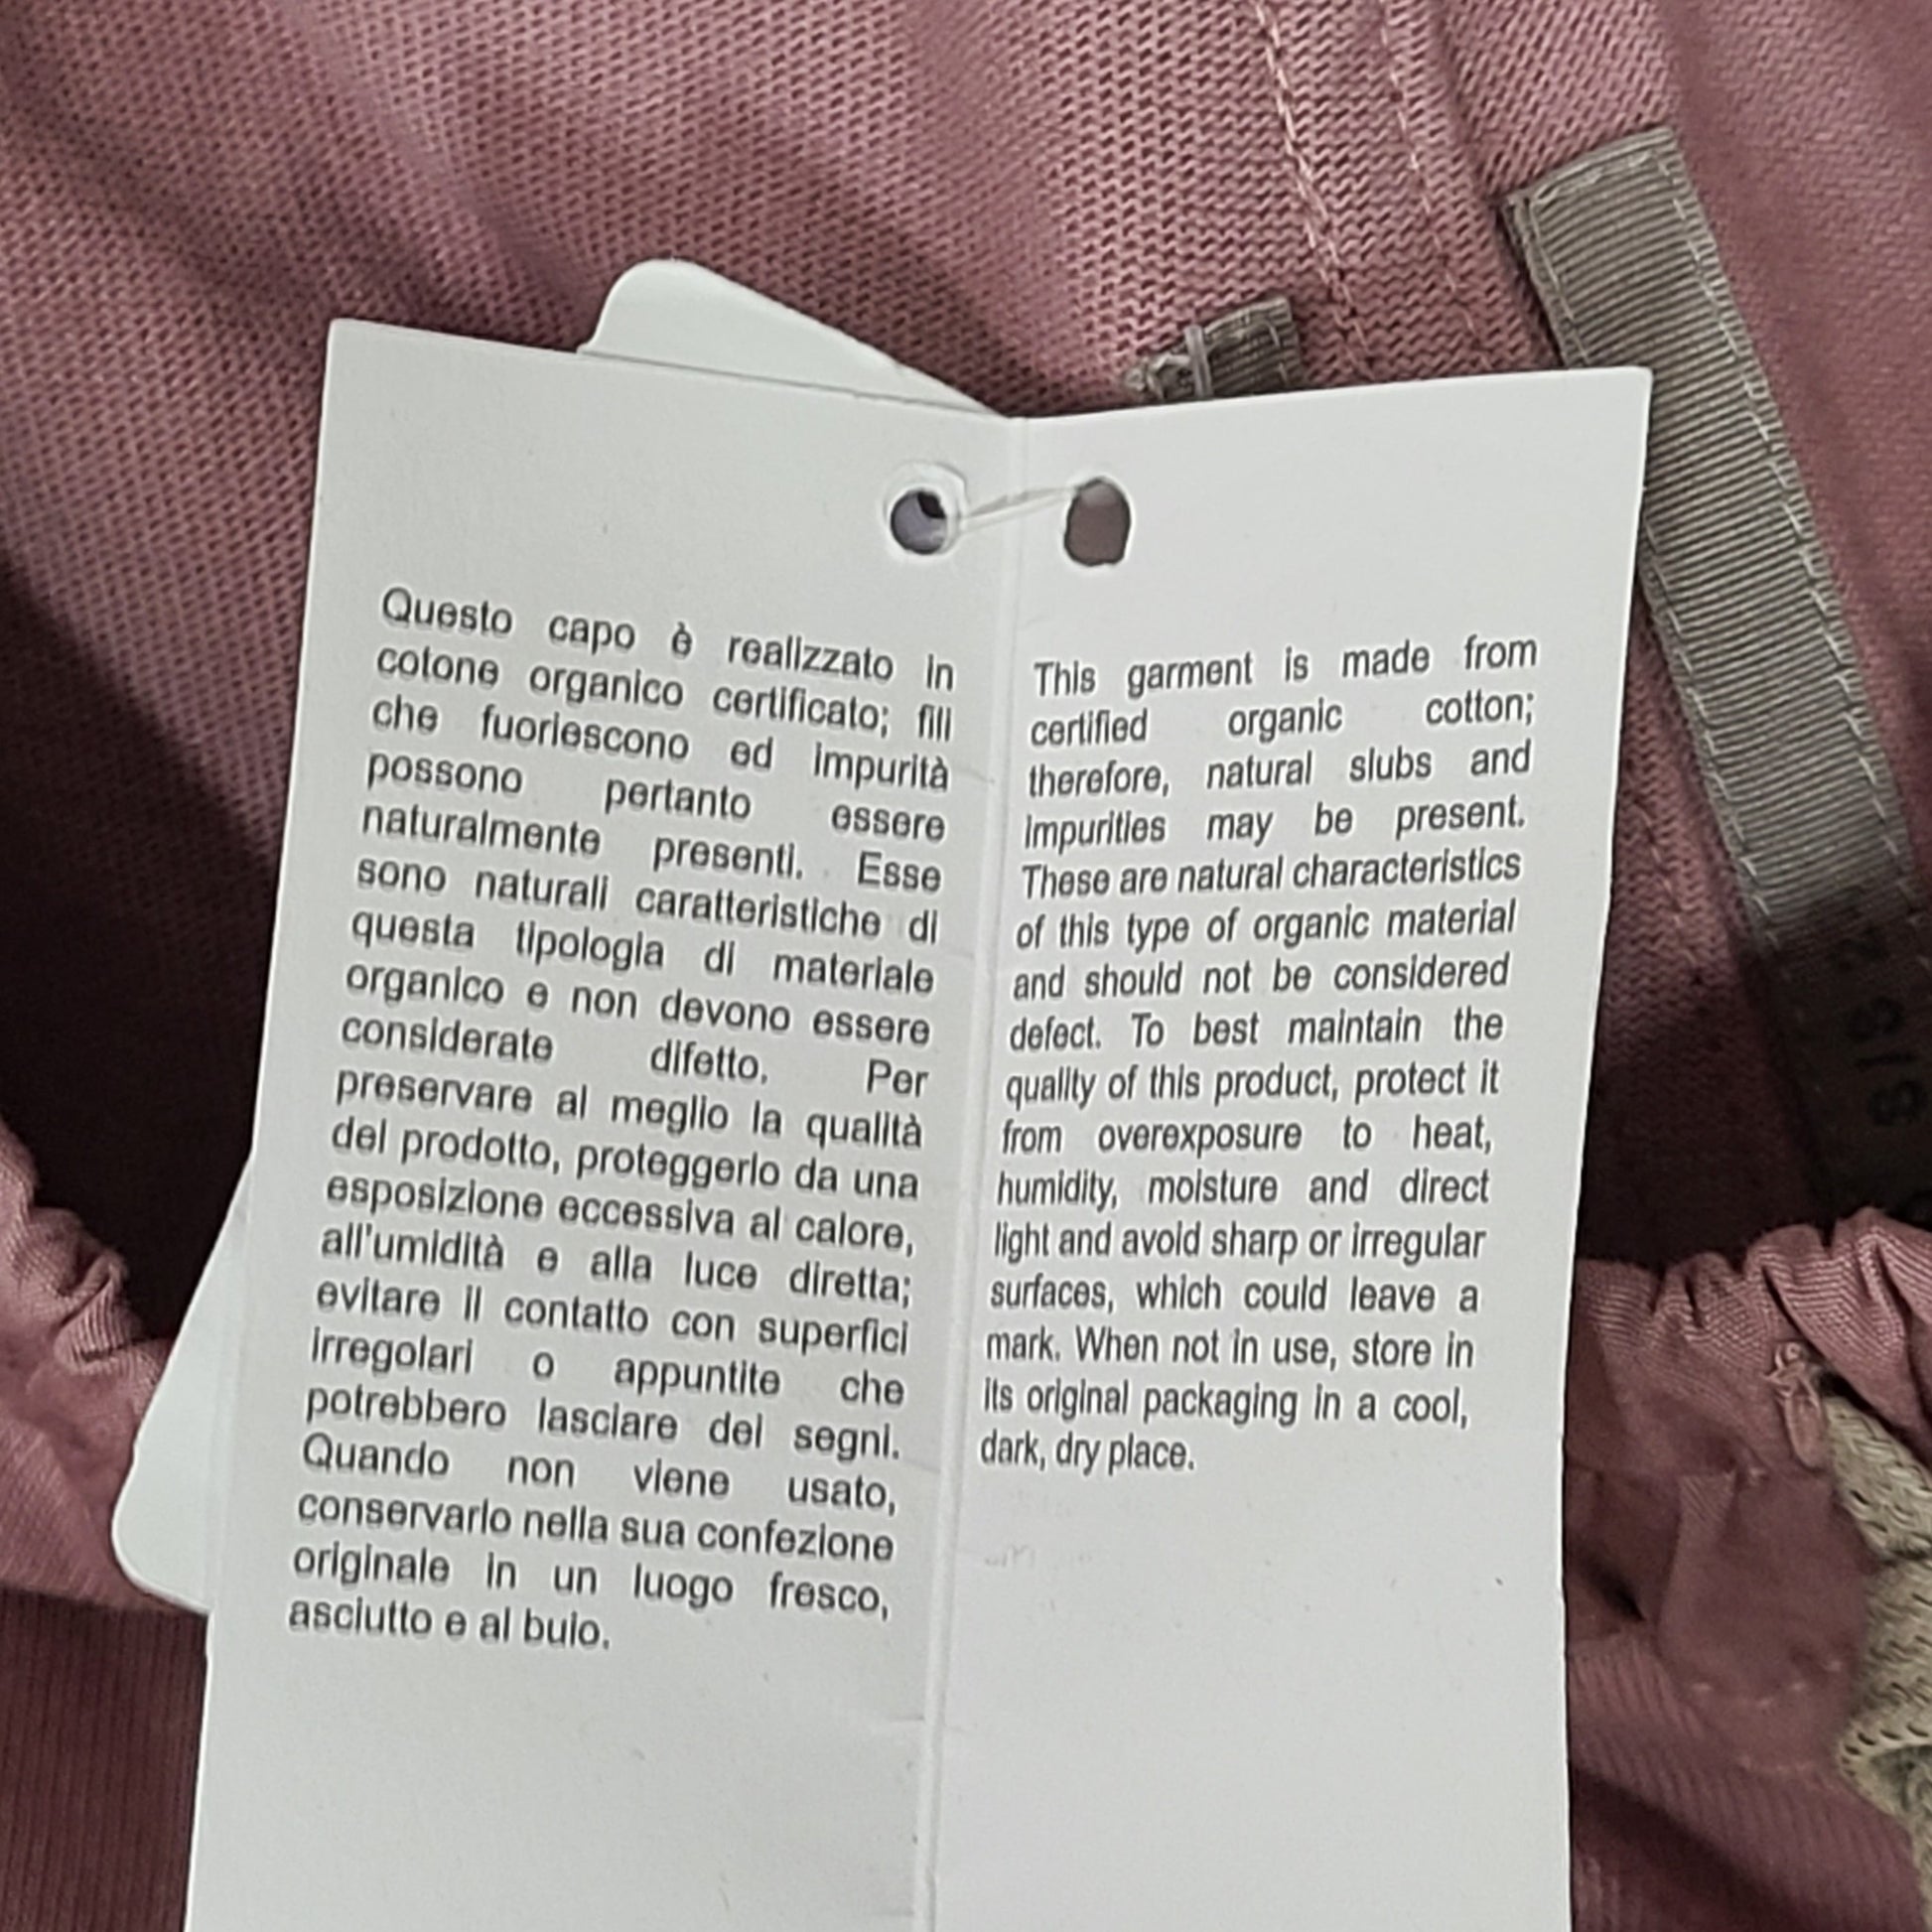 Questo capo è realizzato in
cotone organico certificato; fili
che fuoriescono ed impurità
possono pertanto essere
naturalmente presenti. Esse
sono naturali caratteristiche di
questa tipologia di materiale
organico e non devono essere
considerate difetto. Per
preservare al meglio la qualità
del prodotto, proteggerlo da una
esposizione eccessiva al calore,
all'umidità e alla luce diretta;
evitare il contatto con superfici
irregolari o appuntite che
potrebbero lasciare dei segni.
Quando non viene usato,
conservarlo nella sua confezione
originale in un luogo fresco,
asciutto e al buio.
This garment is made from
certified organic cotton;
therefore, natural slubs and
impurities may be present.
These are natural characteristics
of this type of organic material
and should not be considered
defect. To best maintain the
quality of this product, protect it
from overexposure to heat,
humidity, moisture and direct
light and avoid sharp or irregular
surfaces, which could leave a
mark. When not in use, store in
its original packaging in a cool,
dark, dry place.